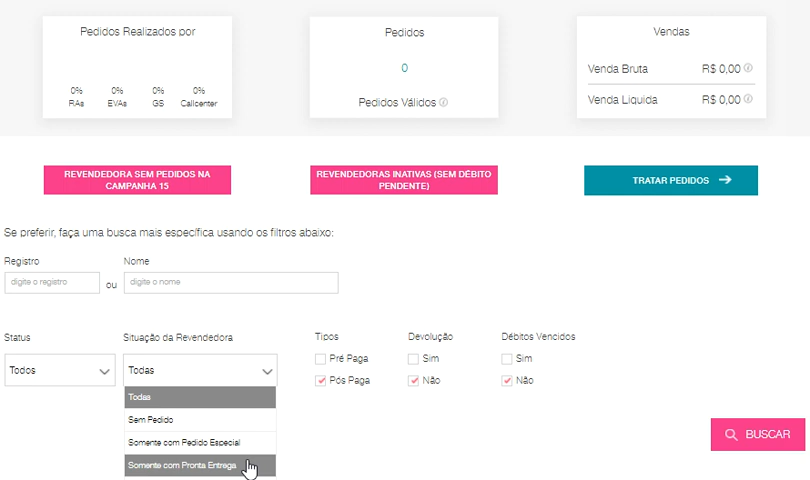 Pedidos Realizados por
0% 0% 0% 0%
RAs EVAs GS Callcenter
Pedidos
0
Pedidos Válidos
Vendas
Venda Bruta R$ 0,00
Venda Liquida R$ 0,00
REVENDEDORA SEM PEDIDOS NA
CAMPANHA 15
REVENDEDORAS INATIVAS (SEM DÉBITO
PENDENTE)
TRATAR PEDIDOS
Se preferir, faça uma busca mais específica usando os filtros abaixo:
Registro
digite o registro
ou
Nome
digite o nome
Status
Todos
Situação da Revendedora
Todas
Todas
Sem Pedido
Somente com Pedido Especial
Somente com Pronta Entrega
Tipos
Pré Paga
Pós Paga
Devolução
Sim
Não
Débitos Vencidos
Sim
Não
BUSCAR